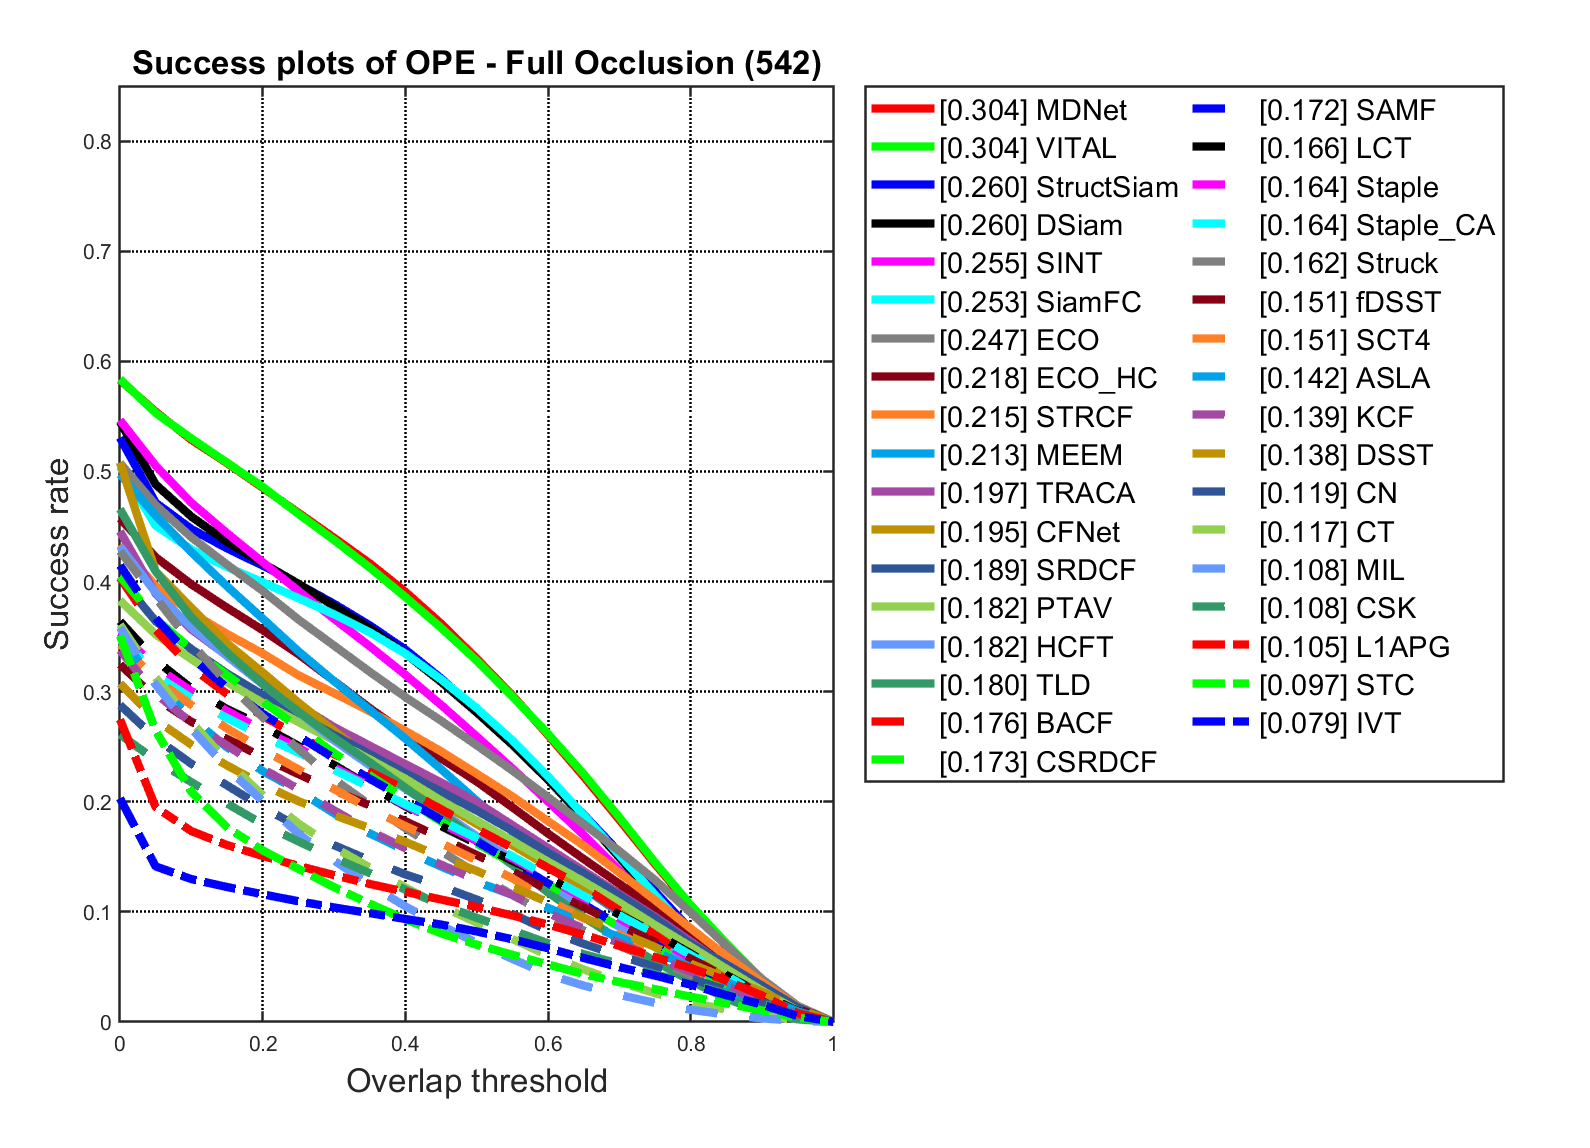 Success plots of OPE - Full Occlusion (542)
0.8
0.7
0.6
0.5
0.4
0.3
0.2
0.1
0
0 0.2 0.4 0.6 0.8 1
Success rate
Overlap threshold
[0.304] MDNet
[0.304] VITAL
[0.260] StructSiam
[0.260] DSiam
[0.255] SINT
[0.253] SiamFC
[0.247] ECO
[0.218] ECO_HC
[0.215] STRCF
[0.213] MEEM
[0.197] TRACA
[0.195] CFNet
[0.189] SRDCF
[0.182] PTAV
[0.182] HCFT
[0.180] TLD
[0.176] BACF
[0.173] CSRDCF
[0.172] SAMF
[0.166] LCT
[0.164] Staple
[0.164] Staple_CA
[0.162] Struck
[0.151] fDSST
[0.151] SCT4
[0.142] ASLA
[0.139] KCF
[0.138] DSST
[0.119] CN
[0.117] CT
[0.108] MIL
[0.108] CSK
[0.105] L1APG
[0.097] STC
[0.079] IVT